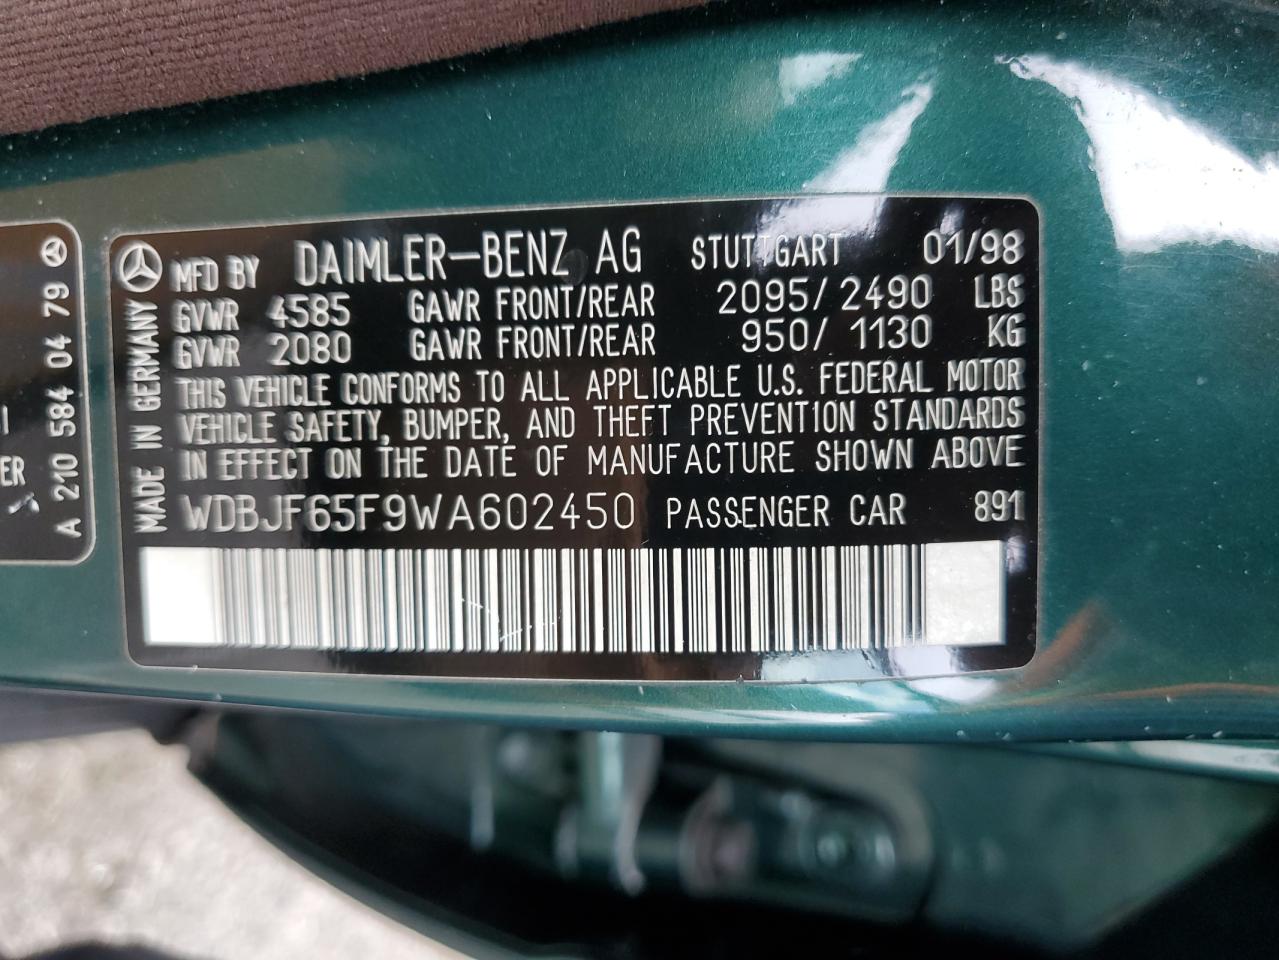 MFD BY DAIMLER-BENZ AG STUTTGART 01/98
GVWR 4585 GAWR FRONT/REAR 2095/2490 LBS
GVWR 2080 GAWR FRONT/REAR 950/1130 KG
THIS VEHICLE CONFORMS TO ALL APPLICABLE U.S. FEDERAL MOTOR
VEHICLE SAFETY, BUMPER, AND THEFT PREVENTION STANDARDS
IN EFFECT ON THE DATE OF MANUFACTURE SHOWN ABOVE
WDBJF65F9WA602450 PASSENGER CAR 891
MADE IN GERMANY
A 210 584 04 79
ER